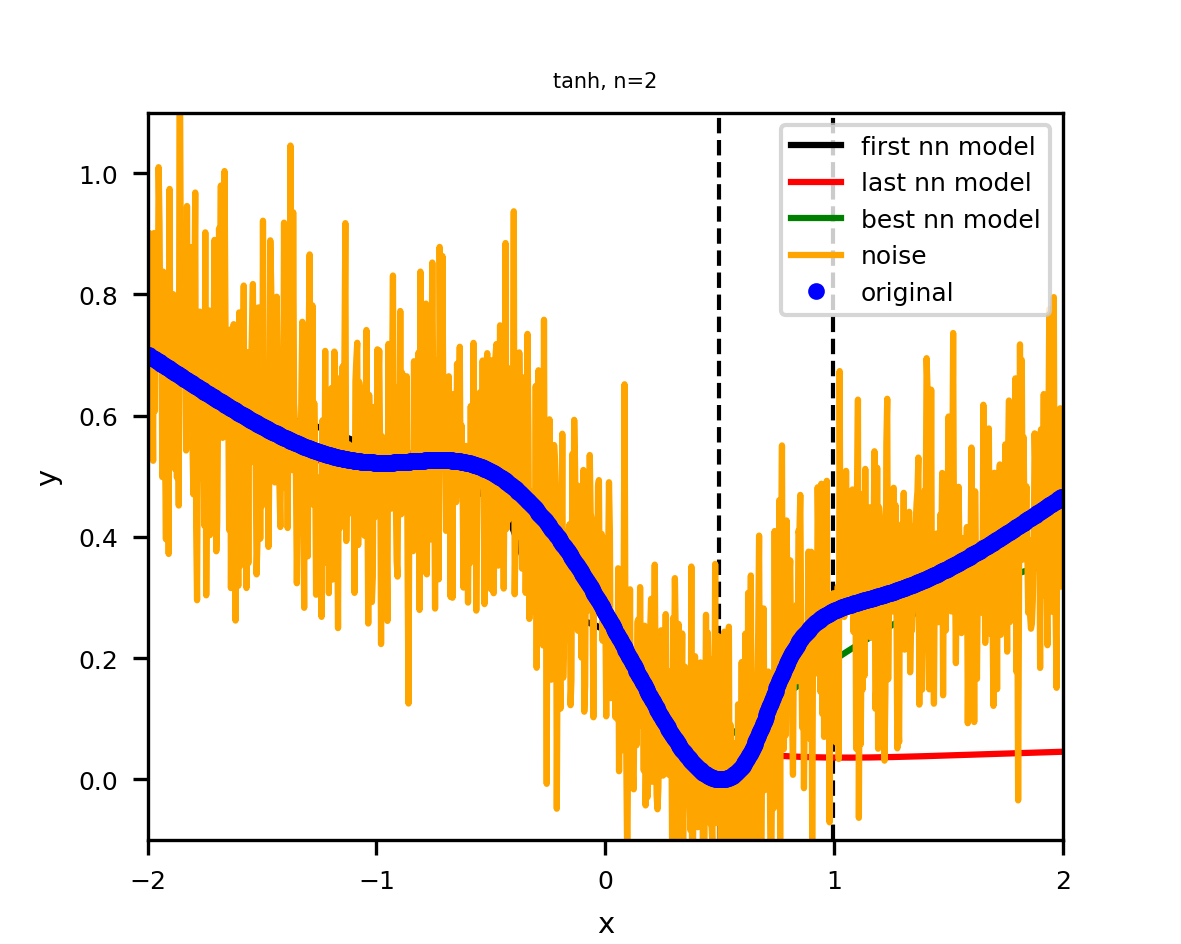 tanh, n=2
first nn model
last nn model
best nn model
noise
original
1.0
0.8
0.6
0.4
0.2
0.0
y
−2
−1
0
1
2
x